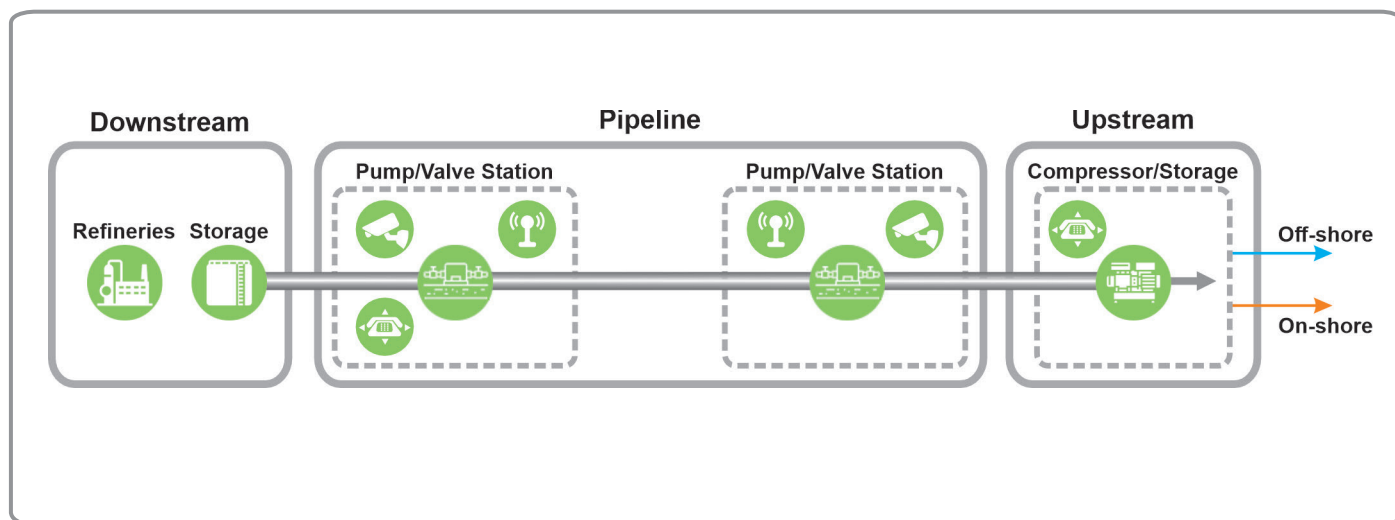 Downstream
Pipeline
Upstream
Pump/Valve Station
Pump/Valve Station
Compressor/Storage
Refineries
Storage
Off-shore
On-shore